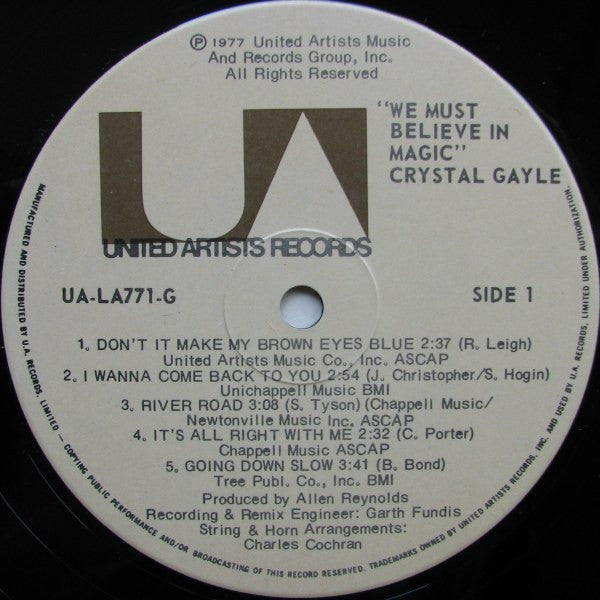 ℗ 1977 United Artists Music
And Records Group, Inc.
All Rights Reserved
UA
UNITED ARTISTS RECORDS
"WE MUST
BELIEVE IN
MAGIC"
CRYSTAL GAYLE
UA-LA771-G
SIDE 1
1. DON'T IT MAKE MY BROWN EYES BLUE 2:37 (R. Leigh)
United Artists Music Co., Inc. ASCAP
2. I WANNA COME BACK TO YOU 2:54 (J. Christopher/S. Hogin)
Unichappell Music BMI
3. RIVER ROAD 3:08 (S. Tyson) (Chappell Music/
Newtonville Music Inc. ASCAP
4. IT'S ALL RIGHT WITH ME 2:32 (C. Porter)
Chappell Music ASCAP
5. GOING DOWN SLOW 3:41 (B. Bond)
Tree Publ. Co., Inc. BMI
Produced by Allen Reynolds
Recording & Remix Engineer: Garth Fundis
String & Horn Arrangements:
Charles Cochran
MANUFACTURED AND DISTRIBUTED BY U.A. RECORDS, LIMITED — COPYING PUBLIC PERFORMANCE AND/OR BROADCASTING OF THIS RECORD RECORDED. TRADEMARKS OWNED BY UNITED ARTISTS RECORDS, INC. AND USED BY U.A. RECORDS, LIMITED UNDER AUTHORIZATION.